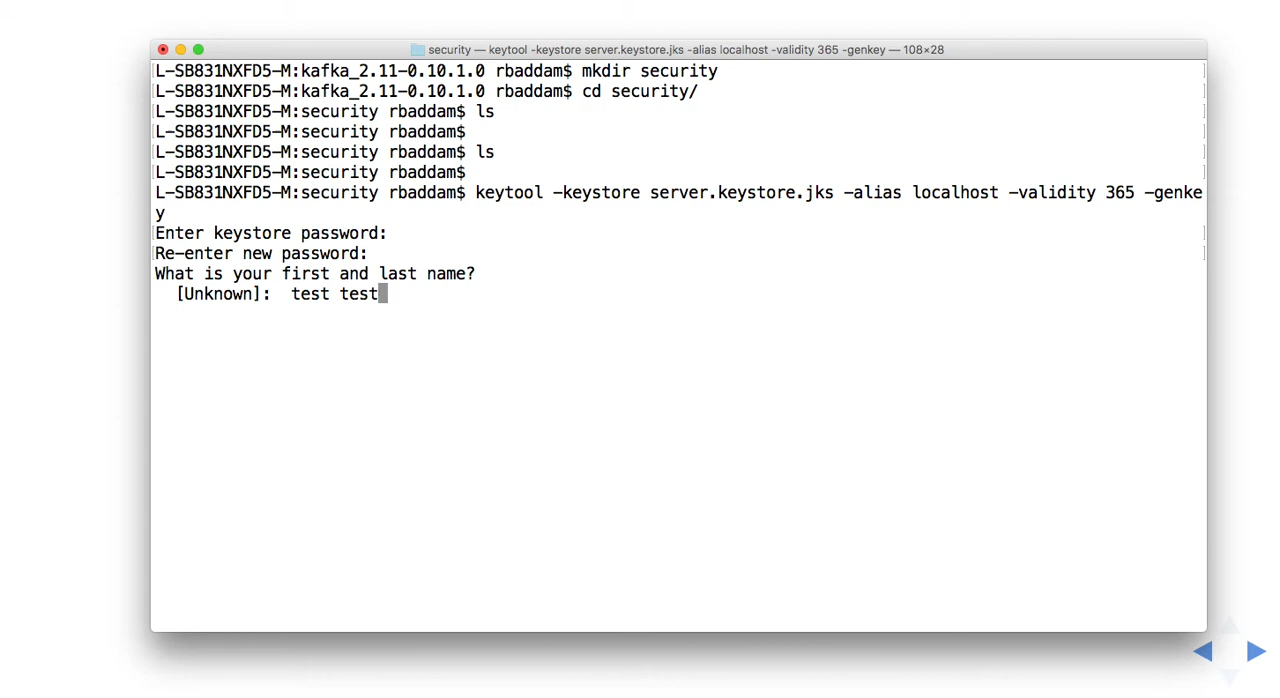 security — keytool -keystore server.keystore.jks -alias localhost -validity 365 -genkey — 108×28
L-SB831NXFD5-M:kafka_2.11-0.10.1.0 rbaddam$ mkdir security
L-SB831NXFD5-M:kafka_2.11-0.10.1.0 rbaddam$ cd security/
L-SB831NXFD5-M:security rbaddam$ ls
L-SB831NXFD5-M:security rbaddam$
L-SB831NXFD5-M:security rbaddam$ ls
L-SB831NXFD5-M:security rbaddam$
L-SB831NXFD5-M:security rbaddam$ keytool -keystore server.keystore.jks -alias localhost -validity 365 -genke
y
Enter keystore password:
Re-enter new password:
What is your first and last name?
[Unknown]:  test test